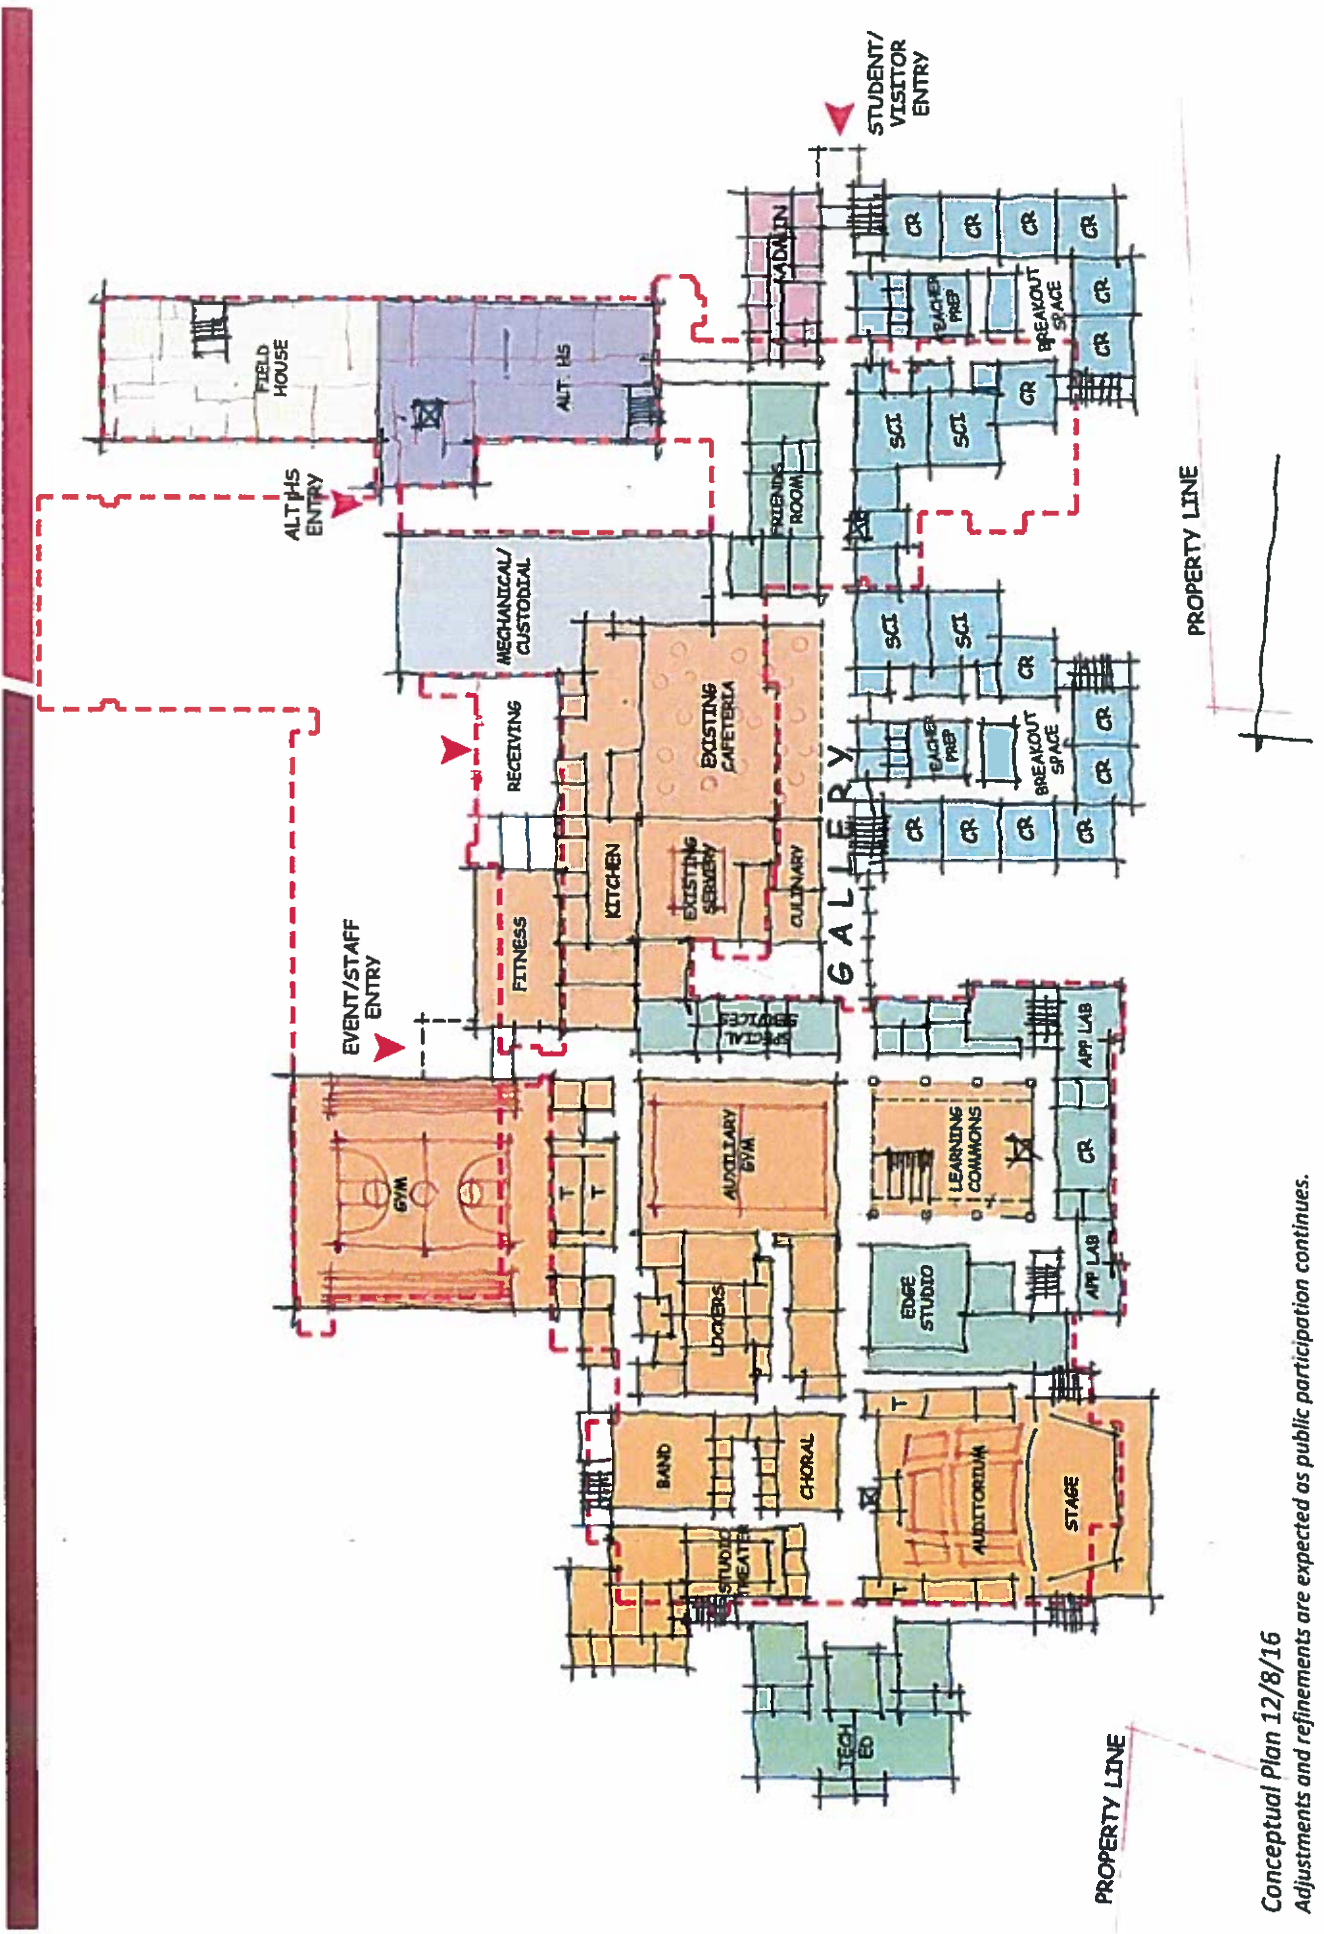 FIELD
HOUSE
ALT HS
ENTRY
EVENT/STAFF
ENTRY
GYM
MECHANICAL/
CUSTODIAL
ALT. HS
FITNESS
RECEIVING
T
T
KITCHEN
BAND
LOCKERS
EXISTING
SERVERY
EXISTING
CAFETERIA
STUDIO
AUXILIARY
GYM
SPECIAL
SERVICES
CHORAL
CULINARY
FRIENDS
ROOM
ADMIN
GALLERY
TECH
ED
STUDENT/
VISITOR
ENTRY
T
T
AUDITORIUM
STAGE
EDGE
STUDIO
LEARNING
COMMONS
APP LAB
CR
APP LAB
CR
CR
CR
CR
PREP
BREAKOUT
SPACE
CR
CR
SCI
SCI
CR
SCI
SCI
CR
PREP
BREAKOUT
SPACE
CR
CR
CR
CR
CR
CR
PROPERTY LINE
PROPERTY LINE
Conceptual Plan 12/8/16
Adjustments and refinements are expected as public participation continues.